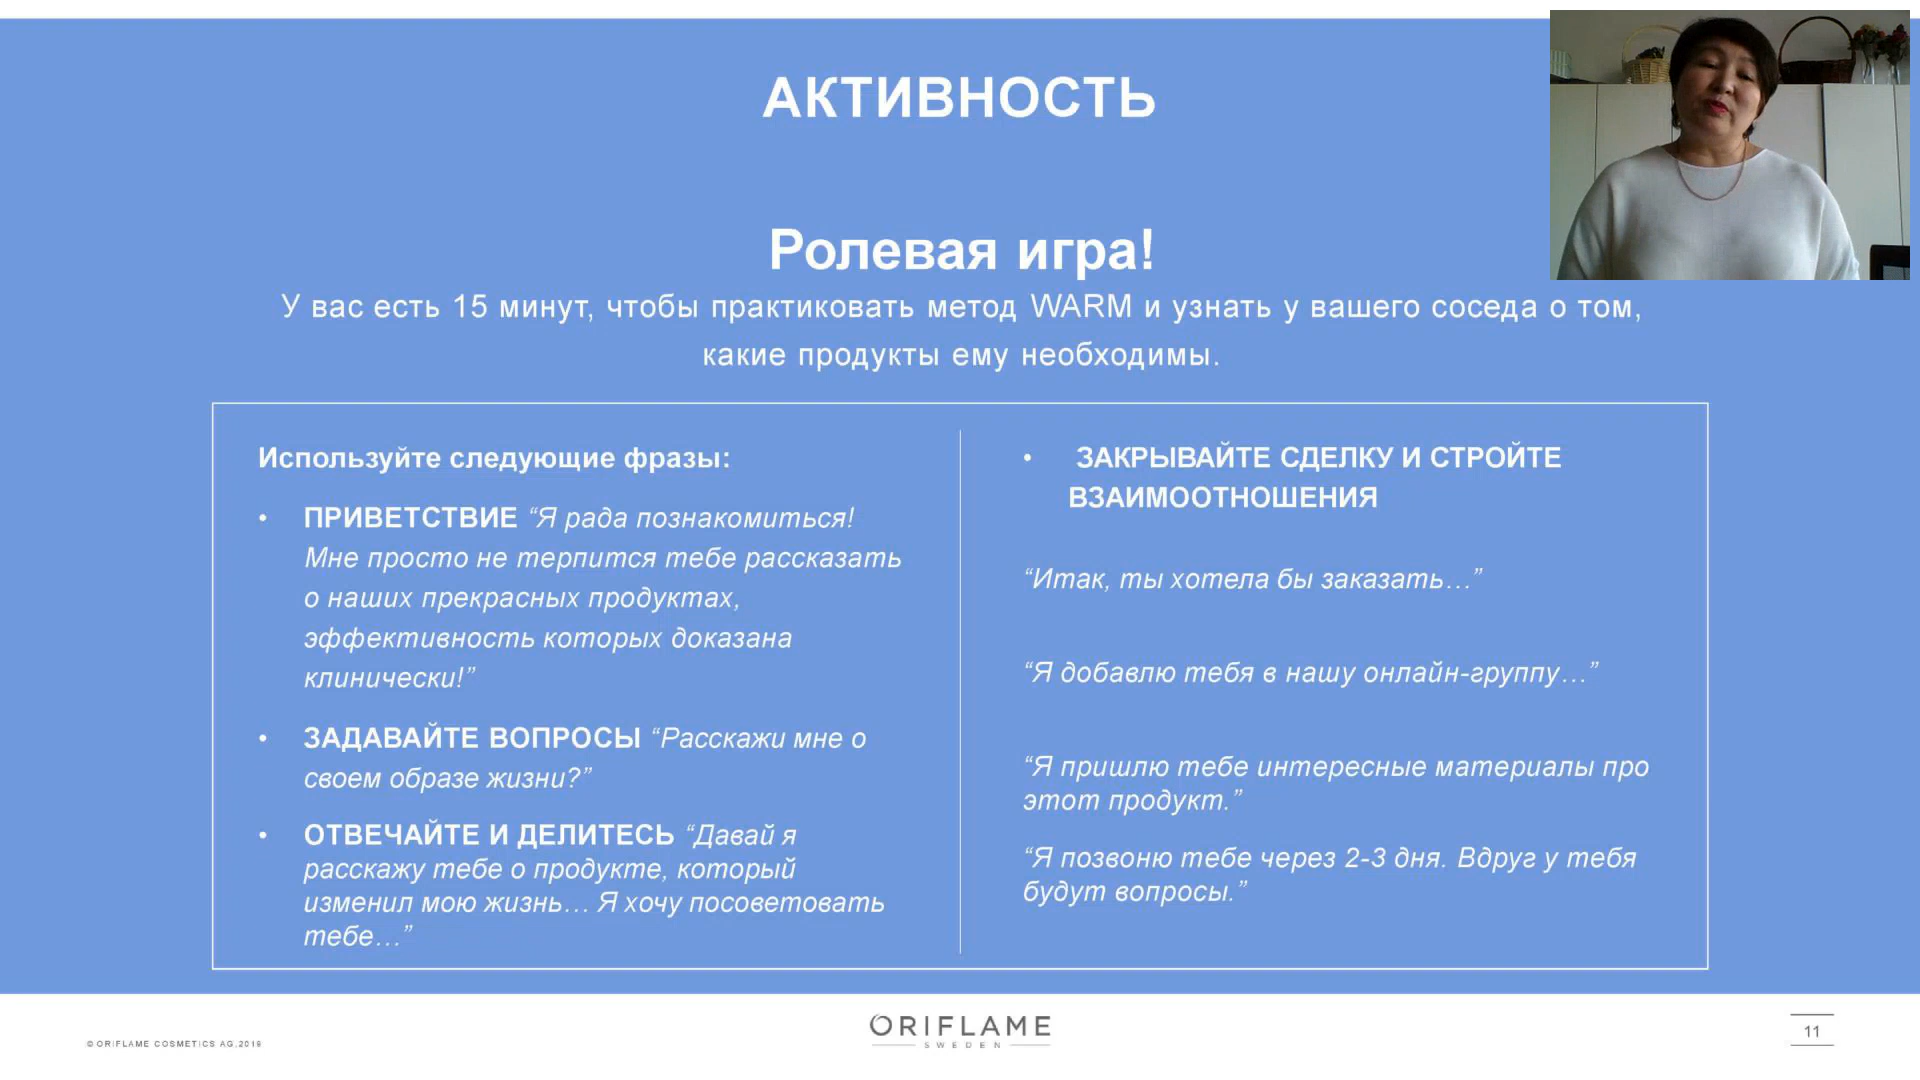 АКТИВНОСТЬ
Ролевая игра!
У вас есть 15 минут, чтобы практиковать метод WARM и узнать у вашего соседа о том,
какие продукты ему необходимы.
Используйте следующие фразы:
• ПРИВЕТСТВИЕ “Я рада познакомиться!
Мне просто не терпится тебе рассказать
о наших прекрасных продуктах,
эффективность которых доказана
клинически!”
• ЗАДАВАЙТЕ ВОПРОСЫ “Расскажи мне о
своем образе жизни?”
• ОТВЕЧАЙТЕ И ДЕЛИТЕСЬ “Давай я
расскажу тебе о продукте, который
изменил мою жизнь… Я хочу посоветовать
тебе…”
• ЗАКРЫВАЙТЕ СДЕЛКУ И СТРОЙТЕ
ВЗАИМООТНОШЕНИЯ
“Итак, ты хотела бы заказать…”
“Я добавлю тебя в нашу онлайн-группу…”
“Я пришлю тебе интересные материалы про
этот продукт.”
“Я позвоню тебе через 2-3 дня. Вдруг у тебя
будут вопросы.”
© ORIFLAME COSMETICS AG,2019
ORIFLAME
SWEDEN
11